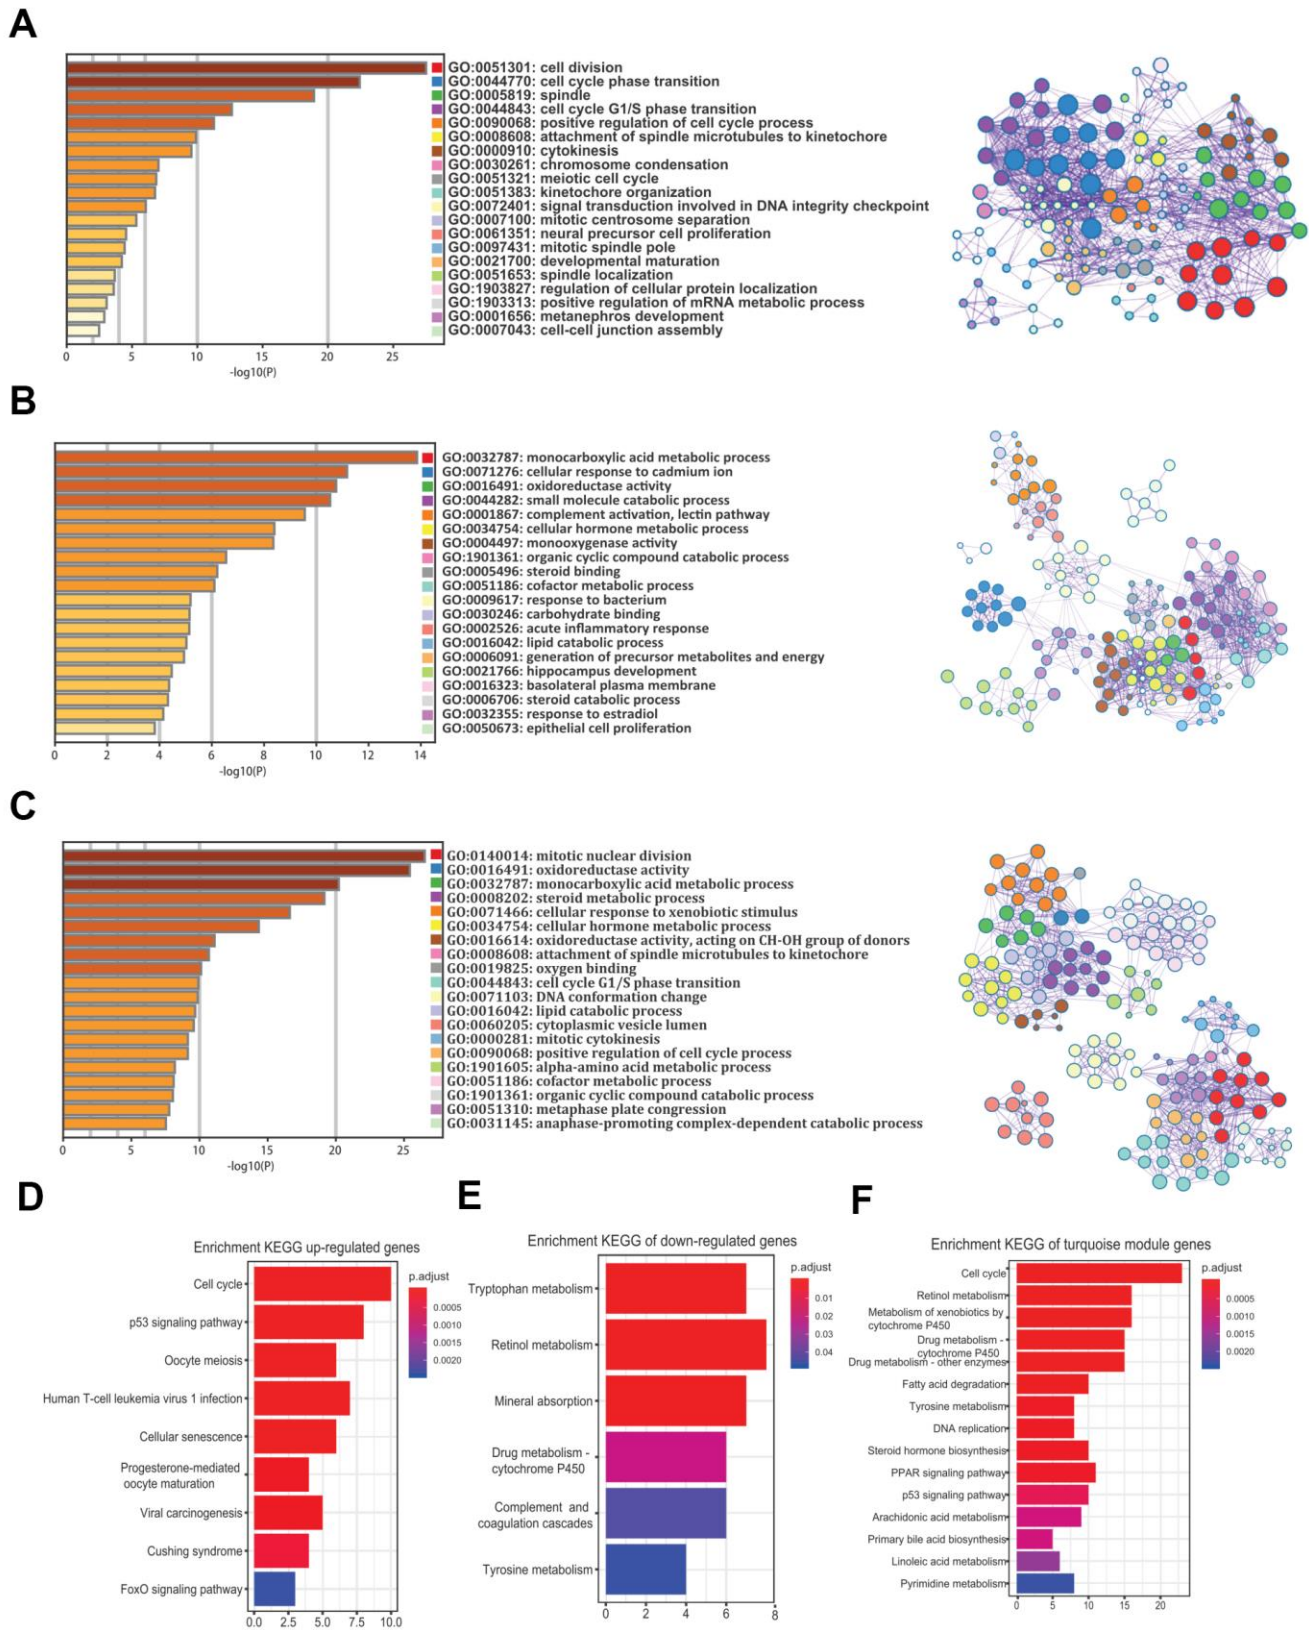 A
GO:0051301: cell division
GO:0044770: cell cycle phase transition
GO:0005819: spindle
GO:0044843: cell cycle G1/S phase transition
GO:0090068: positive regulation of cell cycle process
GO:0008608: attachment of spindle microtubules to kinetochore
GO:0000910: cytokinesis
GO:0030261: chromosome condensation
GO:0051321: meiotic cell cycle
GO:0051383: kinetochore organization
GO:0072401: signal transduction involved in DNA integrity checkpoint
GO:0007100: mitotic centrosome separation
GO:0061351: neural precursor cell proliferation
GO:0097431: mitotic spindle pole
GO:0021700: developmental maturation
GO:0051653: spindle localization
GO:1903827: regulation of cellular protein localization
GO:1903313: positive regulation of mRNA metabolic process
GO:0001656: metanephros development
GO:0007043: cell-cell junction assembly
0 5 10 15 20 25
-log10(P)
B
GO:0032787: monocarboxylic acid metabolic process
GO:0071276: cellular response to cadmium ion
GO:0016491: oxidoreductase activity
GO:0044282: small molecule catabolic process
GO:0001867: complement activation, lectin pathway
GO:0034754: cellular hormone metabolic process
GO:0004497: monooxygenase activity
GO:1901361: organic cyclic compound catabolic process
GO:0005496: steroid binding
GO:0051186: cofactor metabolic process
GO:0009617: response to bacterium
GO:0030246: carbohydrate binding
GO:0002526: acute inflammatory response
GO:0016042: lipid catabolic process
GO:0006091: generation of precursor metabolites and energy
GO:0021766: hippocampus development
GO:0016323: basolateral plasma membrane
GO:0006706: steroid catabolic process
GO:0032355: response to estradiol
GO:0050673: epithelial cell proliferation
0 2 4 6 8 10 12 14
-log10(P)
C
GO:0140014: mitotic nuclear division
GO:0016491: oxidoreductase activity
GO:0032787: monocarboxylic acid metabolic process
GO:0008202: steroid metabolic process
GO:0071466: cellular response to xenobiotic stimulus
GO:0034754: cellular hormone metabolic process
GO:0016614: oxidoreductase activity, acting on CH-OH group of donors
GO:0008608: attachment of spindle microtubules to kinetochore
GO:0019825: oxygen binding
GO:0044843: cell cycle G1/S phase transition
GO:0071103: DNA conformation change
GO:0016042: lipid catabolic process
GO:0060205: cytoplasmic vesicle lumen
GO:0000281: mitotic cytokinesis
GO:0090068: positive regulation of cell cycle process
GO:1901605: alpha-amino acid metabolic process
GO:0051186: cofactor metabolic process
GO:1901361: organic cyclic compound catabolic process
GO:0051310: metaphase plate congression
GO:0031145: anaphase-promoting complex-dependent catabolic process
0 5 10 15 20 25
-log10(P)
D
Enrichment KEGG up-regulated genes
Cell cycle
p53 signaling pathway
Oocyte meiosis
Human T-cell leukemia virus 1 infection
Cellular senescence
Progesterone-mediated
oocyte maturation
Viral carcinogenesis
Cushing syndrome
FoxO signaling pathway
0.0 2.5 5.0 7.5 10.0
p.adjust
0.0005
0.0010
0.0015
0.0020
E
Enrichment KEGG of down-regulated genes
Tryptophan metabolism
Retinol metabolism
Mineral absorption
Drug metabolism -
cytochrome P450
Complement and
coagulation cascades
Tyrosine metabolism
0 2 4 6 8
p.adjust
0.01
0.02
0.03
0.04
F
Enrichment KEGG of turquoise module genes
Cell cycle
Retinol metabolism
Metabolism of xenobiotics by
cytochrome P450
Drug metabolism -
cytochrome P450
Drug metabolism - other enzymes
Fatty acid degradation
Tyrosine metabolism
DNA replication
Steroid hormone biosynthesis
PPAR signaling pathway
p53 signaling pathway
Arachidonic acid metabolism
Primary bile acid biosynthesis
Linoleic acid metabolism
Pyrimidine metabolism
0 5 10 15 20
p.adjust
0.0005
0.0010
0.0015
0.0020